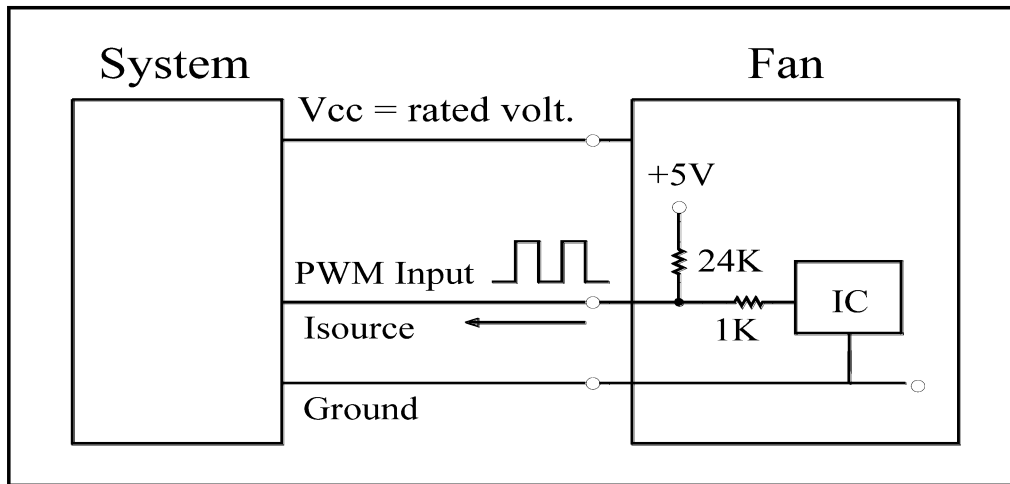 System
Fan
Vcc = rated volt.
+5V
24K
PWM Input
IC
1K
Isource
Ground